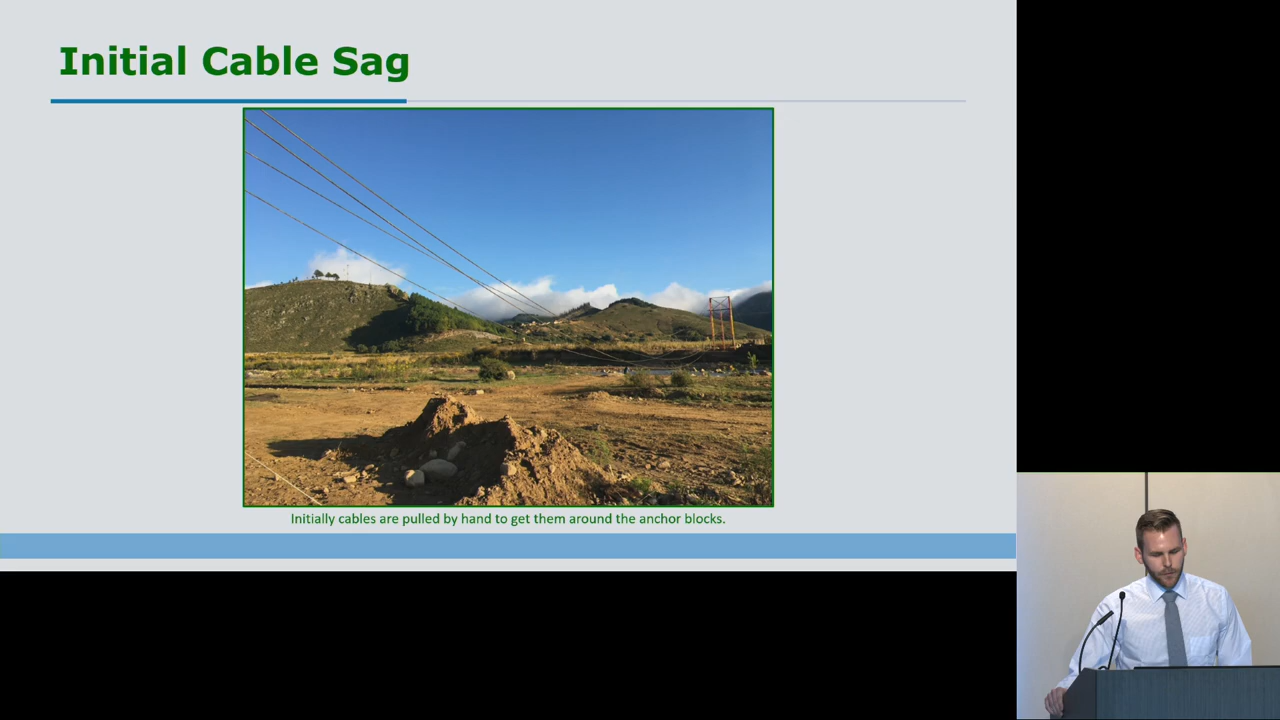 Initial Cable Sag
Initially cables are pulled by hand to get them around the anchor blocks.